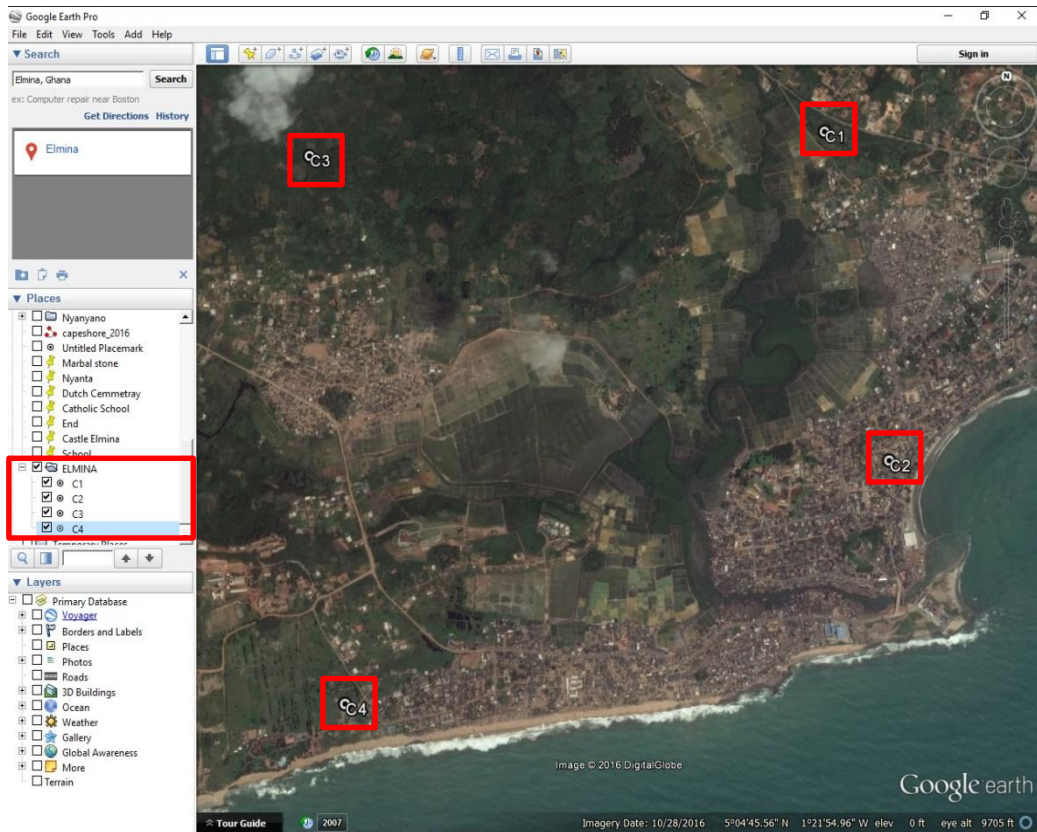 Google Earth Pro
File Edit View Tools Add Help
▼ Search
Elmina, Ghana Search
ex: Computer repair near Boston
Get Directions History
Elmina
▼ Places
Nyanyano
capeshore_2016
Untitled Placemark
Marbal stone
Nyanta
Dutch Cemmetray
Catholic School
End
Castle Elmina
School
ELMINA
C1
C2
C3
C4
Temporary Places
▼ Layers
Primary Database
Voyager
Borders and Labels
Places
Photos
Roads
3D Buildings
Ocean
Weather
Gallery
Global Awareness
More
Terrain
Sign in
N
C1
C3
C2
C4
Image © 2016 DigitalGlobe
Google earth
Tour Guide 2007 Imagery Date: 10/28/2016 5°04'45.56" N 1°21'54.96" W elev 0 ft eye alt 9705 ft